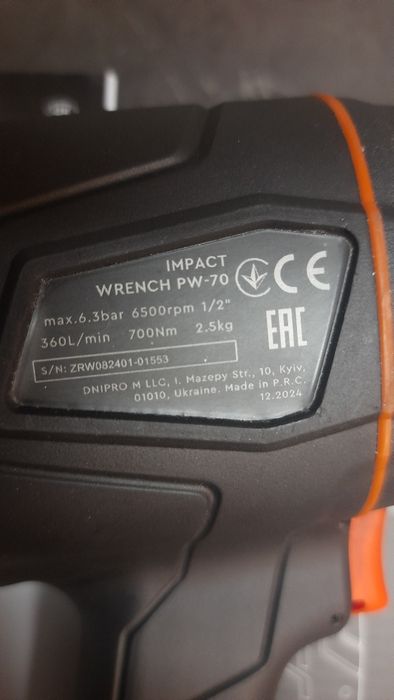 IMPACT
WRENCH PW-70
CE
max.6.3bar 6500rpm 1/2"
360L/min 700Nm 2.5kg
EAC
S/N: ZRW082401-01553
DNIPRO M LLC, I. Mazepy Str., 10, Kyiv,
01010, Ukraine. Made in P.R.C.
12.2024